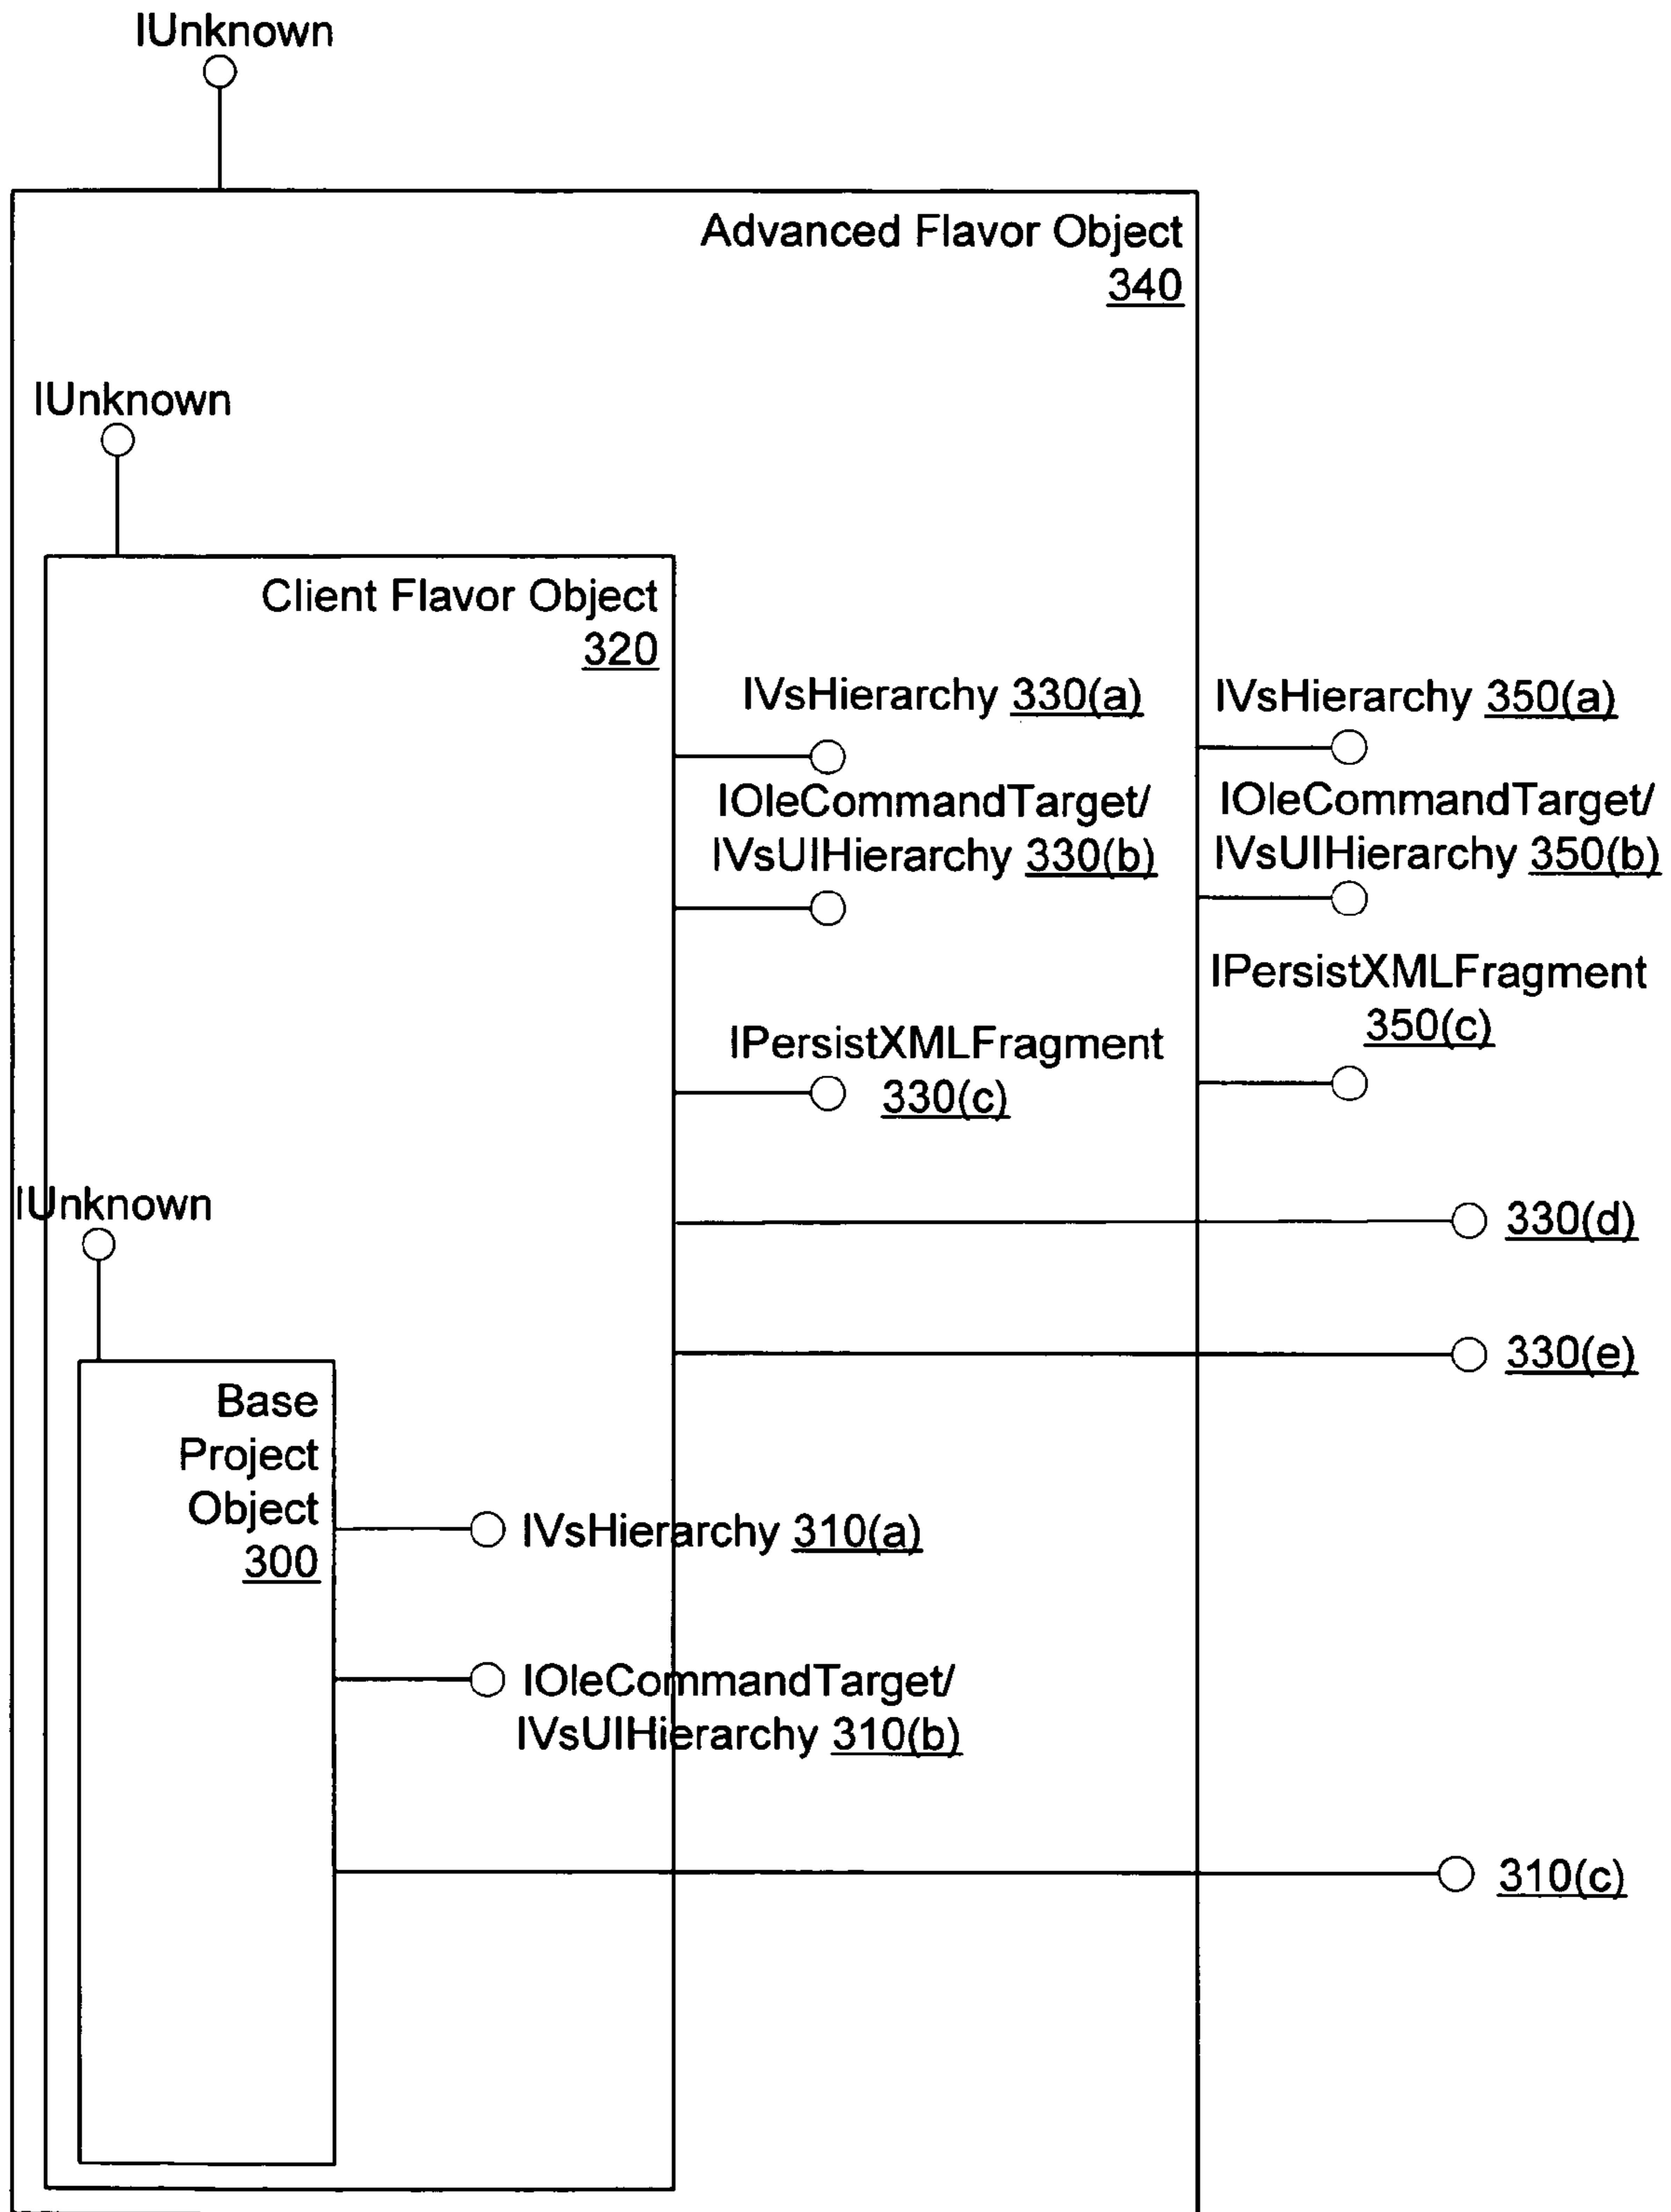 IUnknown
Advanced Flavor Object
340
IUnknown
Client Flavor Object
320
IVsHierarchy 330(a)
IVsHierarchy 350(a)
IOleCommandTarget/
IVsUIHierarchy 330(b)
IOleCommandTarget/
IVsUIHierarchy 350(b)
IPersistXMLFragment
350(c)
IPersistXMLFragment
330(c)
IUnknown
330(d)
330(e)
Base
Project
Object
300
IVsHierarchy 310(a)
IOleCommandTarget/
IVsUIHierarchy 310(b)
310(c)